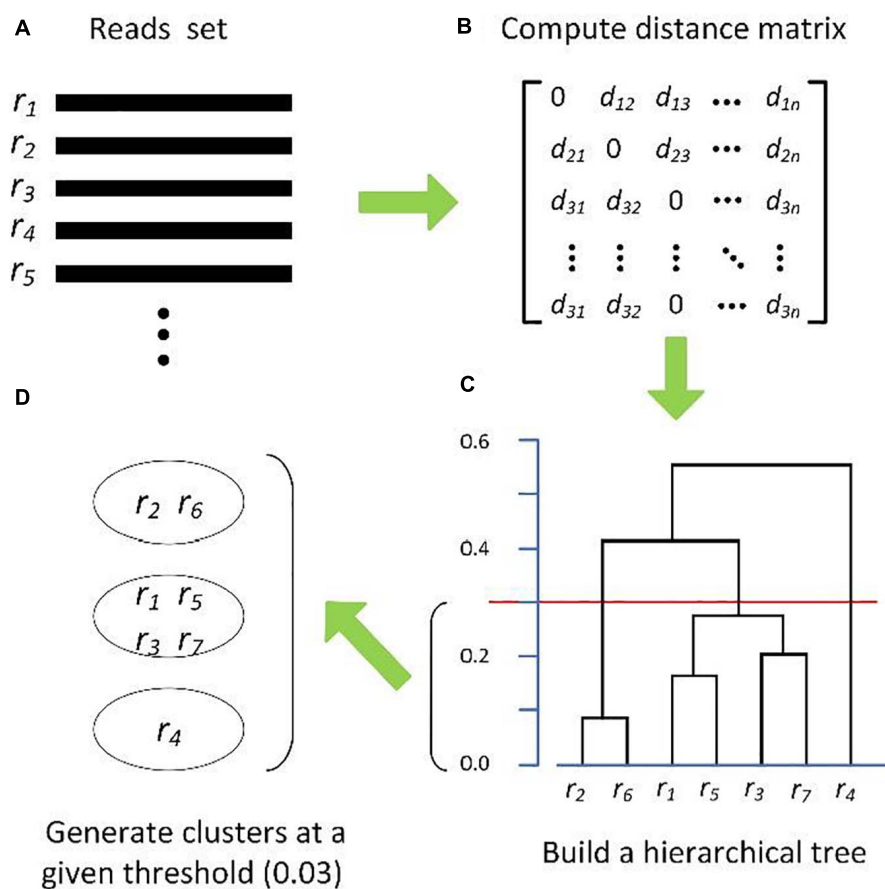 A Reads set
r1
r2
r3
r4
r5
B Compute distance matrix
0 d12 d13 ... d1n
d21 0 d23 ... d2n
d31 d32 0 ... d3n
d31 d32 0 ... d3n
C
0.6
0.4
0.2
0.0
r2 r6 r1 r5 r3 r7 r4
Build a hierarchical tree
D
r2 r6
r1 r5
r3 r7
r4
Generate clusters at a
given threshold (0.03)